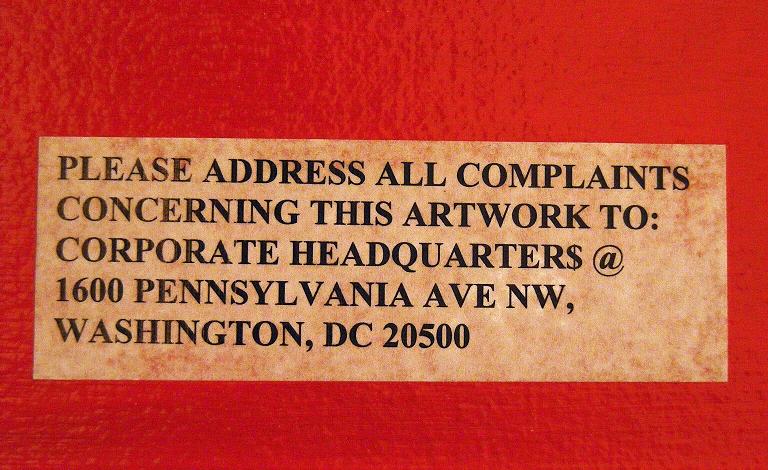 PLEASE ADDRESS ALL COMPLAINTS
CONCERNING THIS ARTWORK TO:
CORPORATE HEADQUARTER$ @
1600 PENNSYLVANIA AVE NW,
WASHINGTON, DC 20500